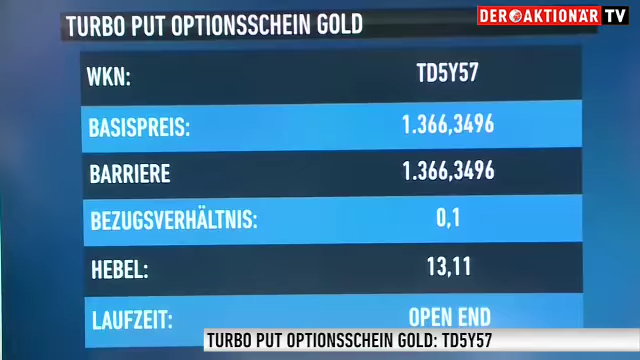 TURBO PUT OPTIONSSCHEIN GOLD
DER AKTIONÄR TV
WKN: TD5Y57
BASISPREIS: 1.366,3496
BARRIERE 1.366,3496
BEZUGSVERHÄLTNIS: 0,1
HEBEL: 13,11
LAUFZEIT: OPEN END
TURBO PUT OPTIONSSCHEIN GOLD: TD5Y57